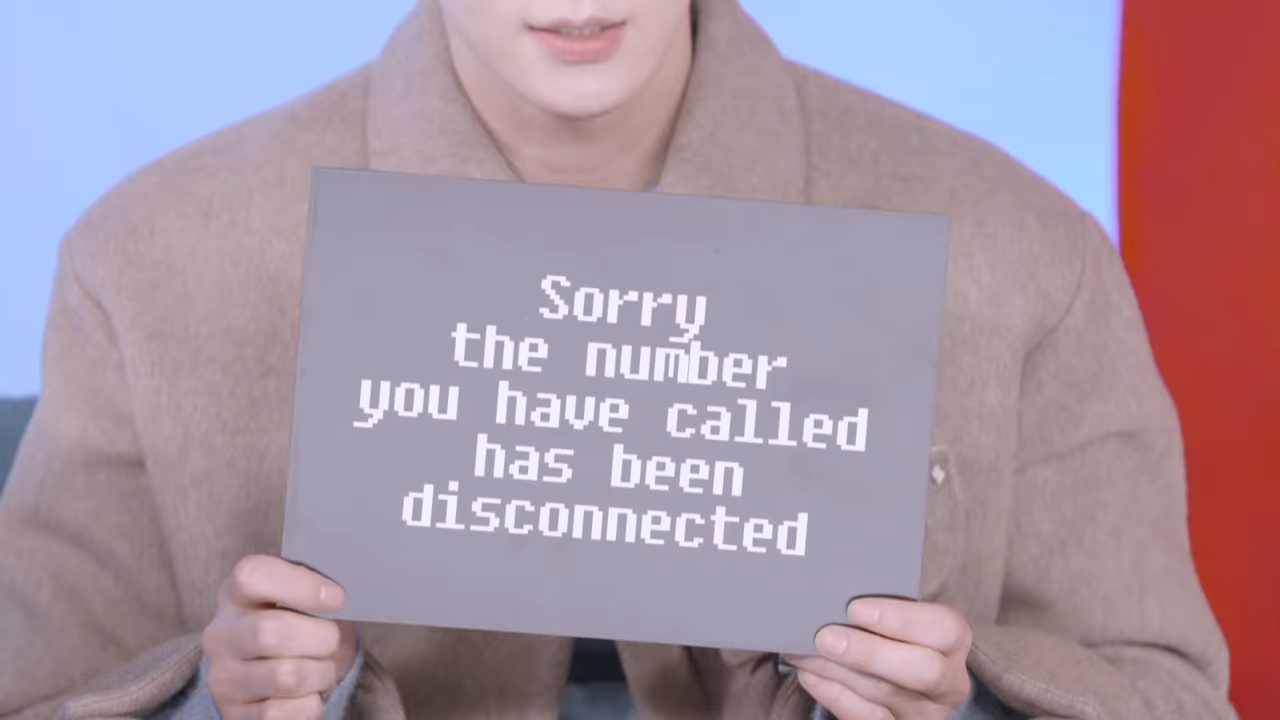 Sorry
the number
you have called
has been
disconnected